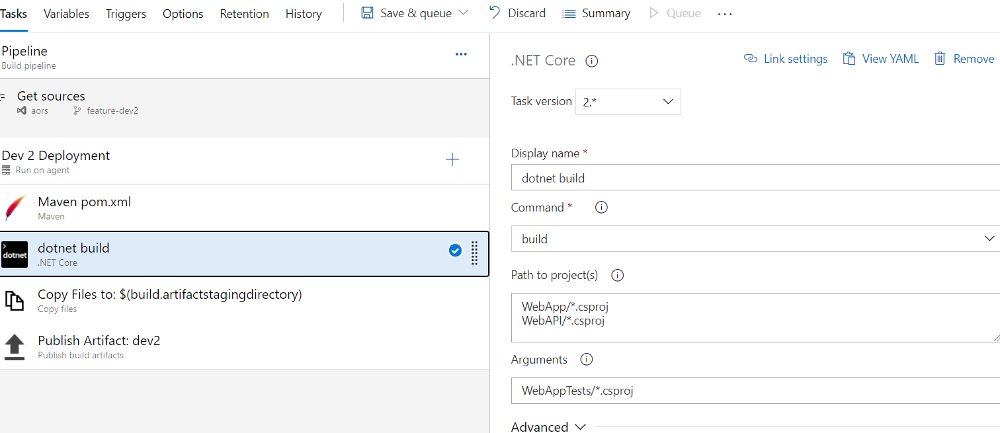 Tasks Variables Triggers Options Retention History Save & queue Discard Summary Queue ...
Pipeline
Build pipeline
Get sources
aors feature-dev2
Dev 2 Deployment
Run on agent
Maven pom.xml
Maven
> dotnet
dotnet build
.NET Core
Copy Files to: $(build.artifactstagingdirectory)
Copy files
Publish Artifact: dev2
Publish build artifacts
.NET Core Link settings View YAML Remove
Task version 2.*
Display name *
dotnet build
Command *
build
Path to project(s)
WebApp/*.csproj
WebAPI/*.csproj
Arguments
WebAppTests/*.csproj
Advanced